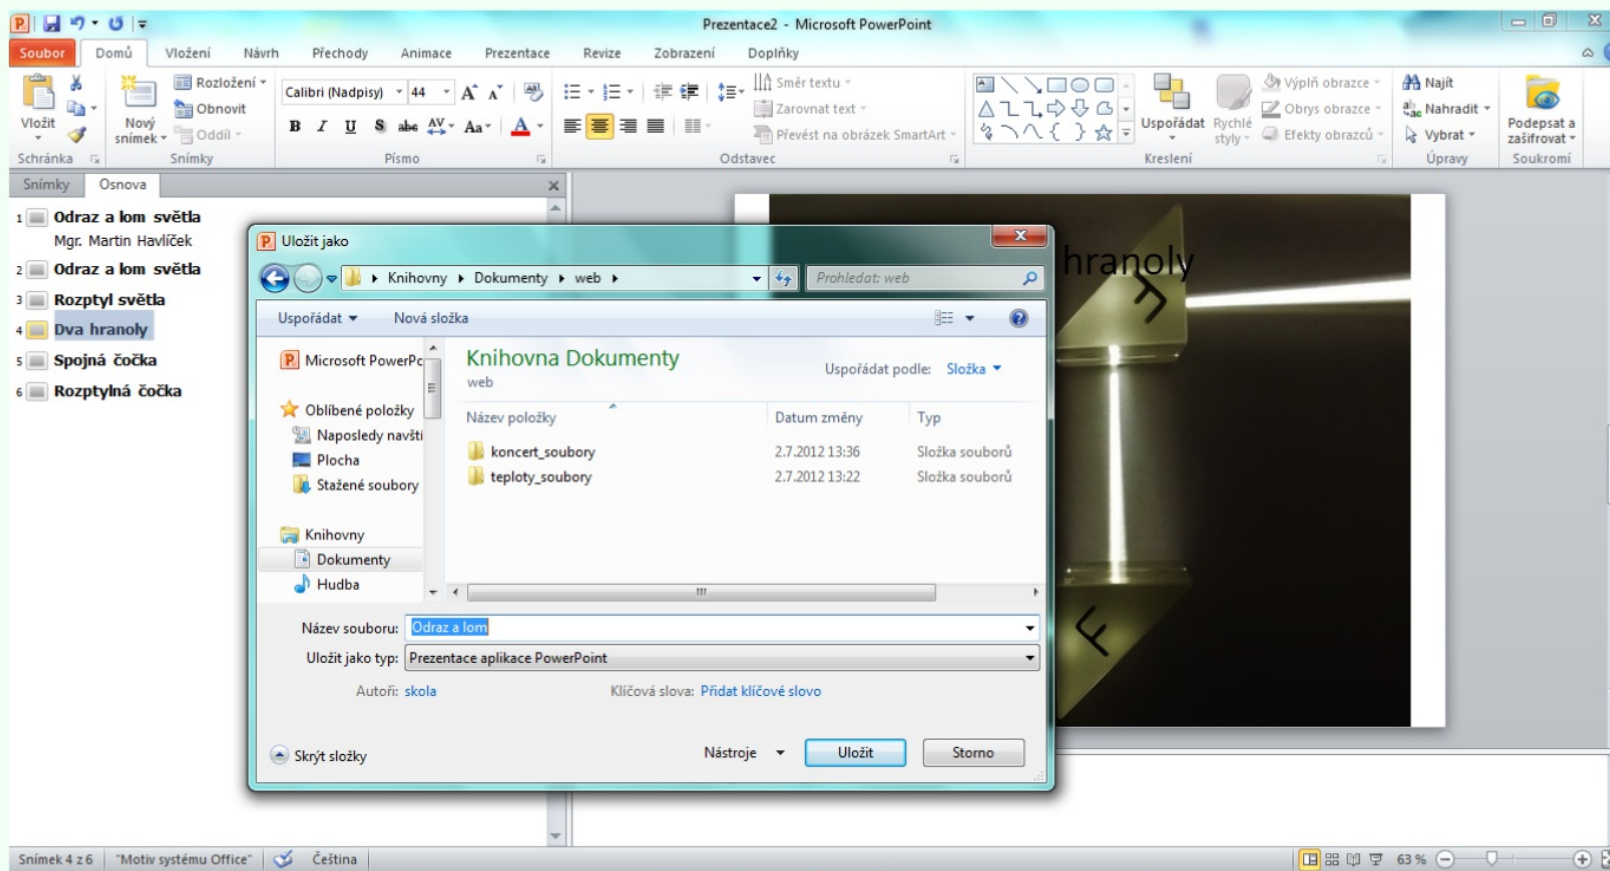 Prezentace2 - Microsoft PowerPoint
Soubor Domů Vložení Návrh Přechody Animace Prezentace Revize Zobrazení Doplňky
Vložit
Schránka
Nový snímek
Rozložení
Obnovit
Oddíl
Snímky
Calibri (Nadpisy) 44 A A
B I U S abc AV Aa A
Písmo
Směr textu
Zarovnat text
Převést na obrázek SmartArt
Odstavec
Uspořádat
Rychlé styly
Výplň obrazce
Obrys obrazce
Efekty obrazců
Kreslení
Najít
Nahradit
Vybrat
Úpravy
Podepsat a zašifrovat
Soukromí
Snímky Osnova
1 Odraz a lom světla
Mgr. Martin Havlíček
2 Odraz a lom světla
3 Rozptyl světla
4 Dva hranoly
5 Spojná čočka
6 Rozptylná čočka
hranoly
F
F
Uložit jako
Knihovny Dokumenty web
Prohledat: web
Uspořádat Nová složka
Microsoft PowerPc
Oblíbené položky
Naposledy navští
Plocha
Stažené soubory
Knihovny
Dokumenty
Hudba
Knihovna Dokumenty
web
Uspořádat podle: Složka
Název položky Datum změny Typ
koncert_soubory 2.7.2012 13:36 Složka souborů
teploty_soubory 2.7.2012 13:22 Složka souborů
Název souboru: Odraz a lom
Uložit jako typ: Prezentace aplikace PowerPoint
Autoři: skola Klíčová slova: Přidat klíčové slovo
Skrýt složky Nástroje Uložit Storno
Snímek 4 z 6 "Motiv systému Office" Čeština 63 %